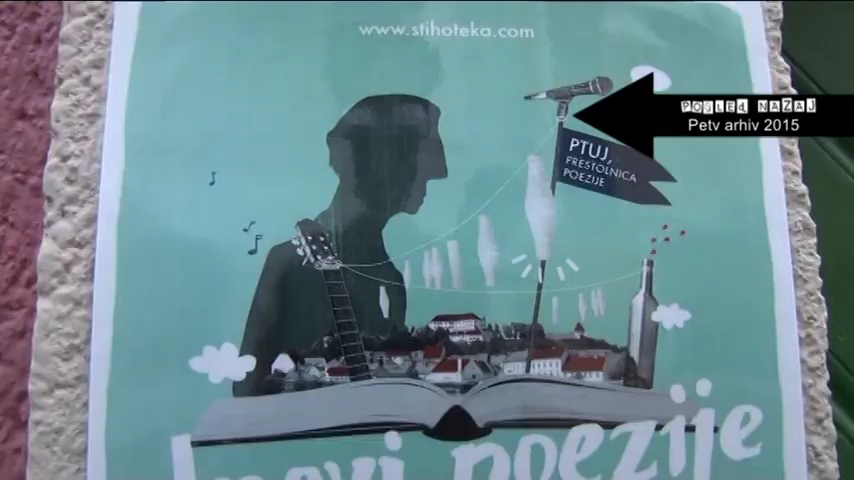 www.stihoteka.com
POGLED NAZAJ
Petv arhiv 2015
PTUJ,
PRESTOLNICA
POEZIJE
poezije